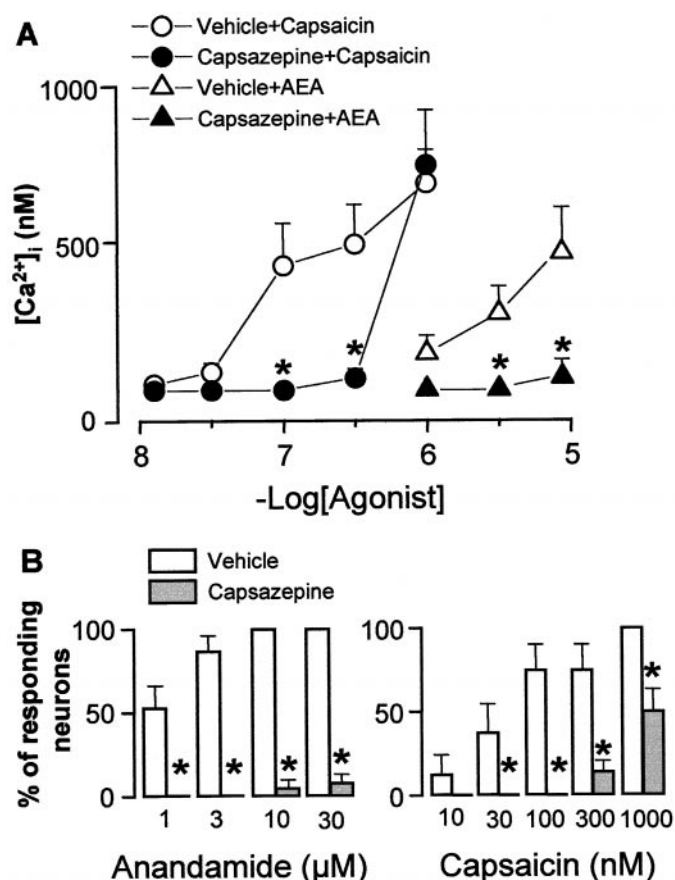 A
Vehicle+Capsaicin
Capsazepine+Capsaicin
Vehicle+AEA
Capsazepine+AEA
1000
500
0
[Ca²⁺]ᵢ (nM)
* * * *
8 7 6 5
-Log[Agonist]
B
Vehicle
Capsazepine
% of responding
neurons
100 100
50 50
0 0
* * * * * * * *
1 3 10 30 10 30 100 300 1000
Anandamide (µM) Capsaicin (nM)